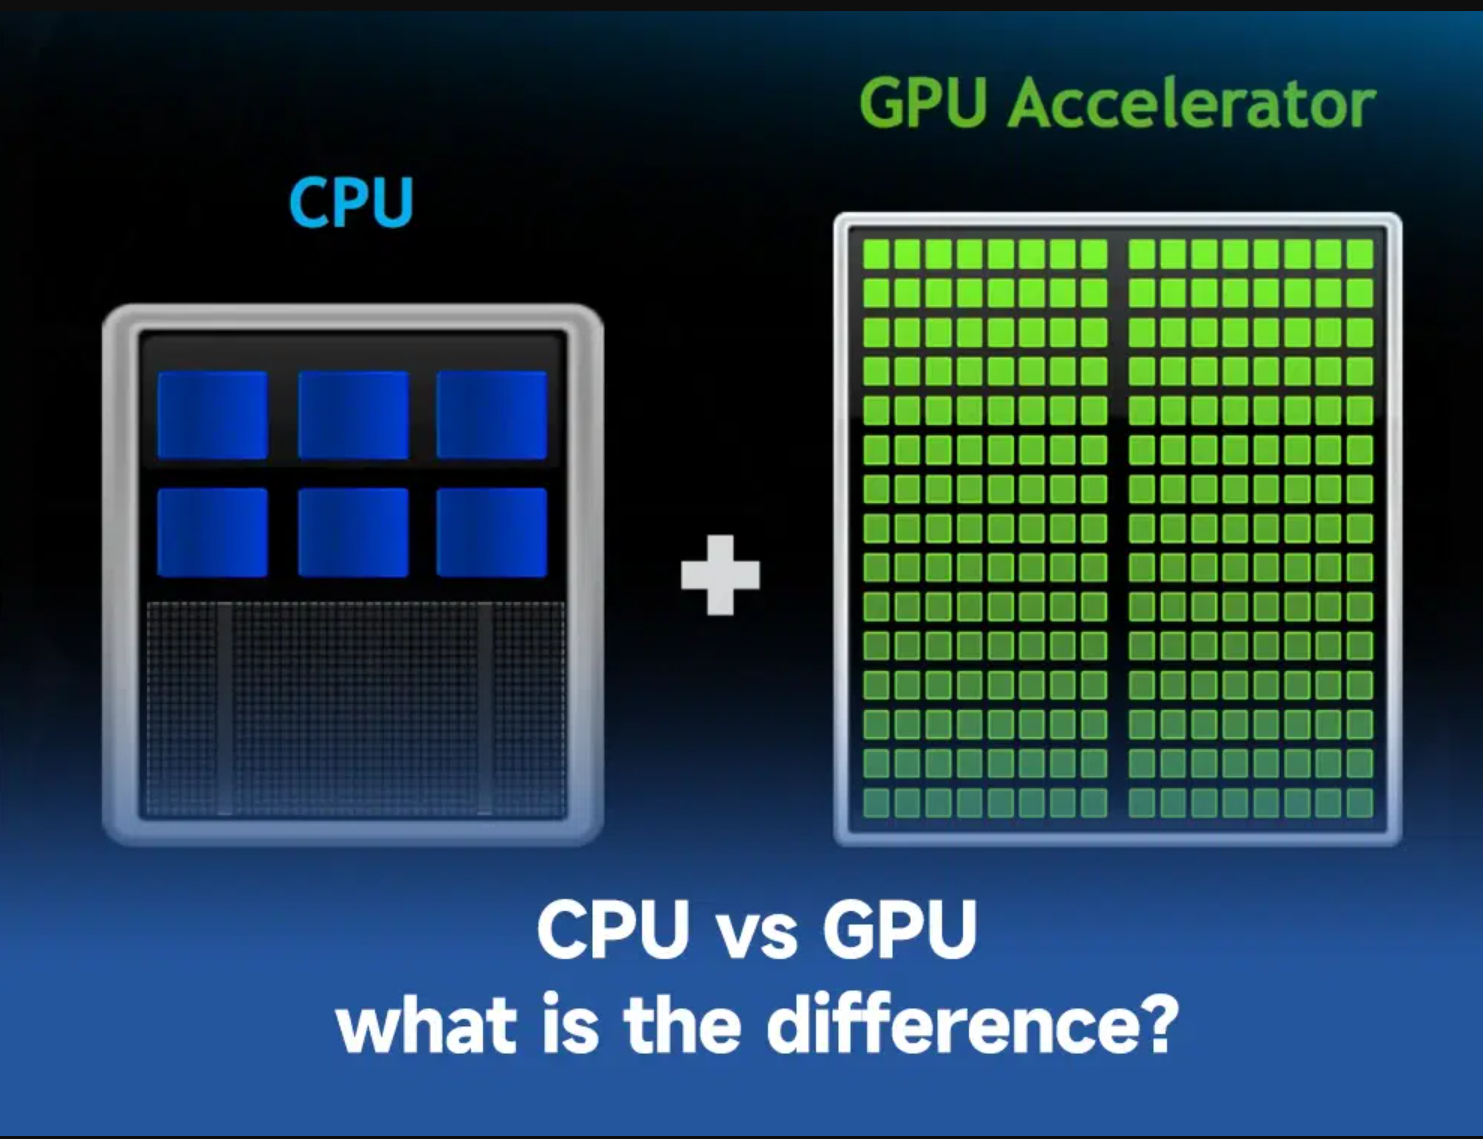 GPU Accelerator
CPU
CPU vs GPU
what is the difference?